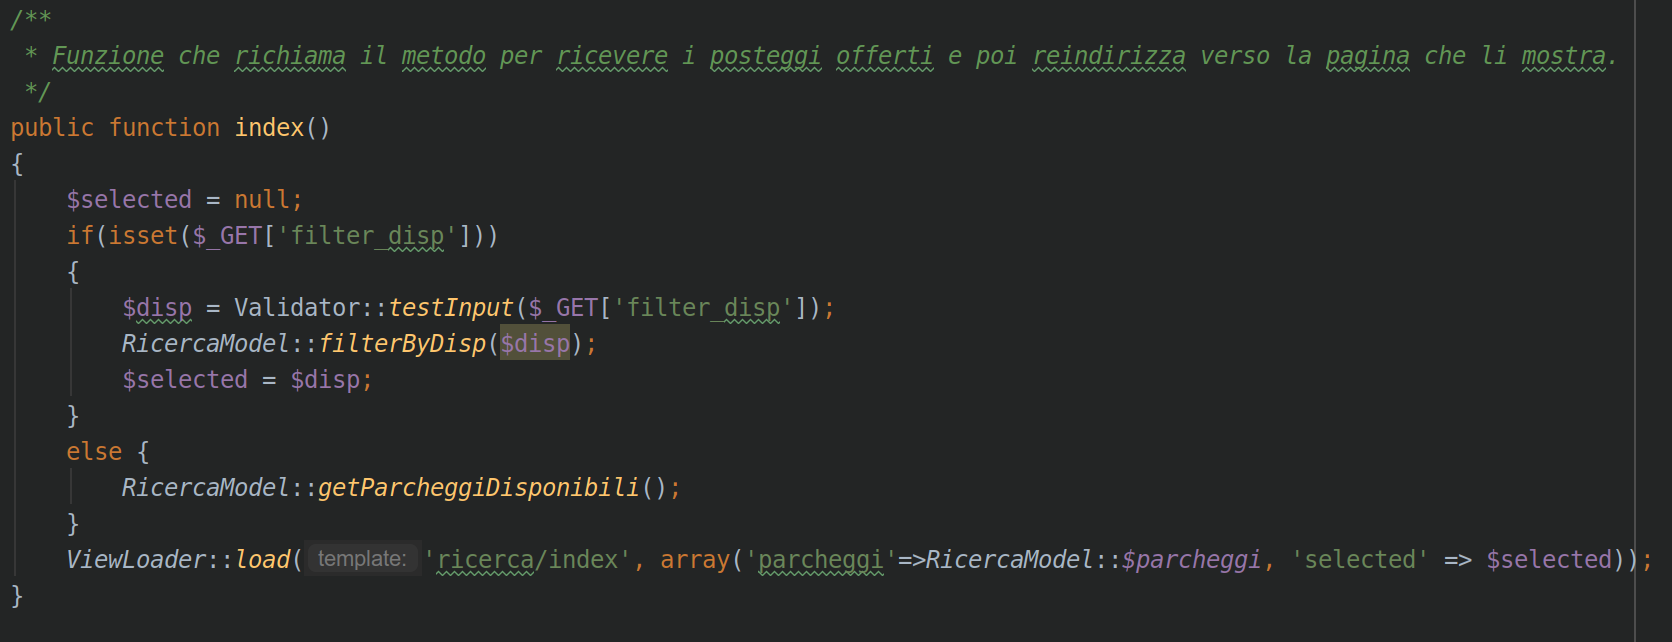 /**
 * Funzione che richiama il metodo per ricevere i posteggi offerti e poi reindirizza verso la pagina che li mostra.
 */
public function index()
{
    $selected = null;
    if(isset($_GET['filter_disp']))
    {
        $disp = Validator::testInput($_GET['filter_disp']);
        RicercaModel::filterByDisp($disp);
        $selected = $disp;
    }
    else {
        RicercaModel::getParcheggiDisponibili();
    }
    ViewLoader::load( template: 'ricerca/index', array('parcheggi'=>RicercaModel::$parcheggi, 'selected' => $selected));
}